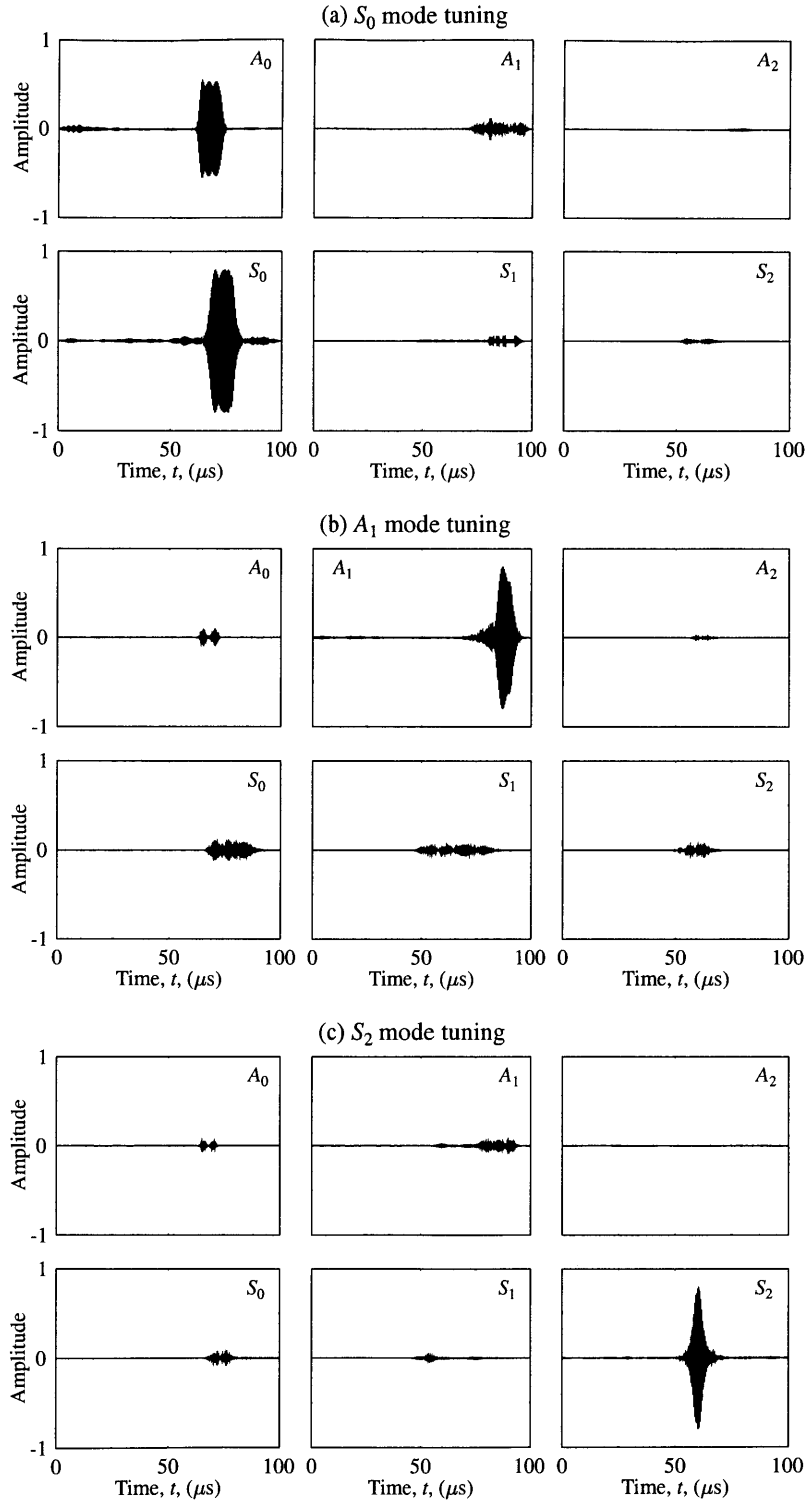 (a) S₀ mode tuning
1
0
-1
Amplitude
A₀
A₁
A₂
1
0
-1
Amplitude
S₀
S₁
S₂
0 50 100 0 50 100 0 50 100
Time, t, (μs) Time, t, (μs) Time, t, (μs)
(b) A₁ mode tuning
1
0
-1
Amplitude
A₀
A₁
A₂
1
0
-1
Amplitude
S₀
S₁
S₂
0 50 100 0 50 100 0 50 100
Time, t, (μs) Time, t, (μs) Time, t, (μs)
(c) S₂ mode tuning
1
0
-1
Amplitude
A₀
A₁
A₂
1
0
-1
Amplitude
S₀
S₁
S₂
0 50 100 0 50 100 0 50 100
Time, t, (μs) Time, t, (μs) Time, t, (μs)